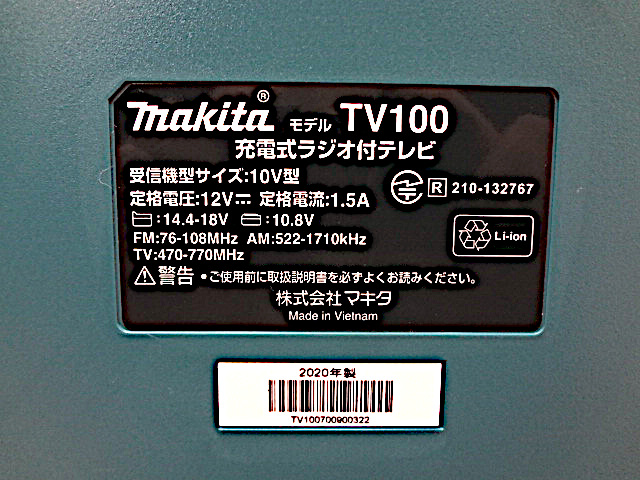 makita® モデル TV100
充電式ラジオ付テレビ
受信機型サイズ:10V型
定格電圧:12V⎓ 定格電流:1.5A
R 210-132767
:14.4-18V :10.8V
FM:76-108MHz AM:522-1710kHz
TV:470-770MHz
Li-ion
⚠警告 •ご使用前に取扱説明書を必ずよくお読みください。
株式会社マキタ
Made in Vietnam
2020年製
TV100700900322